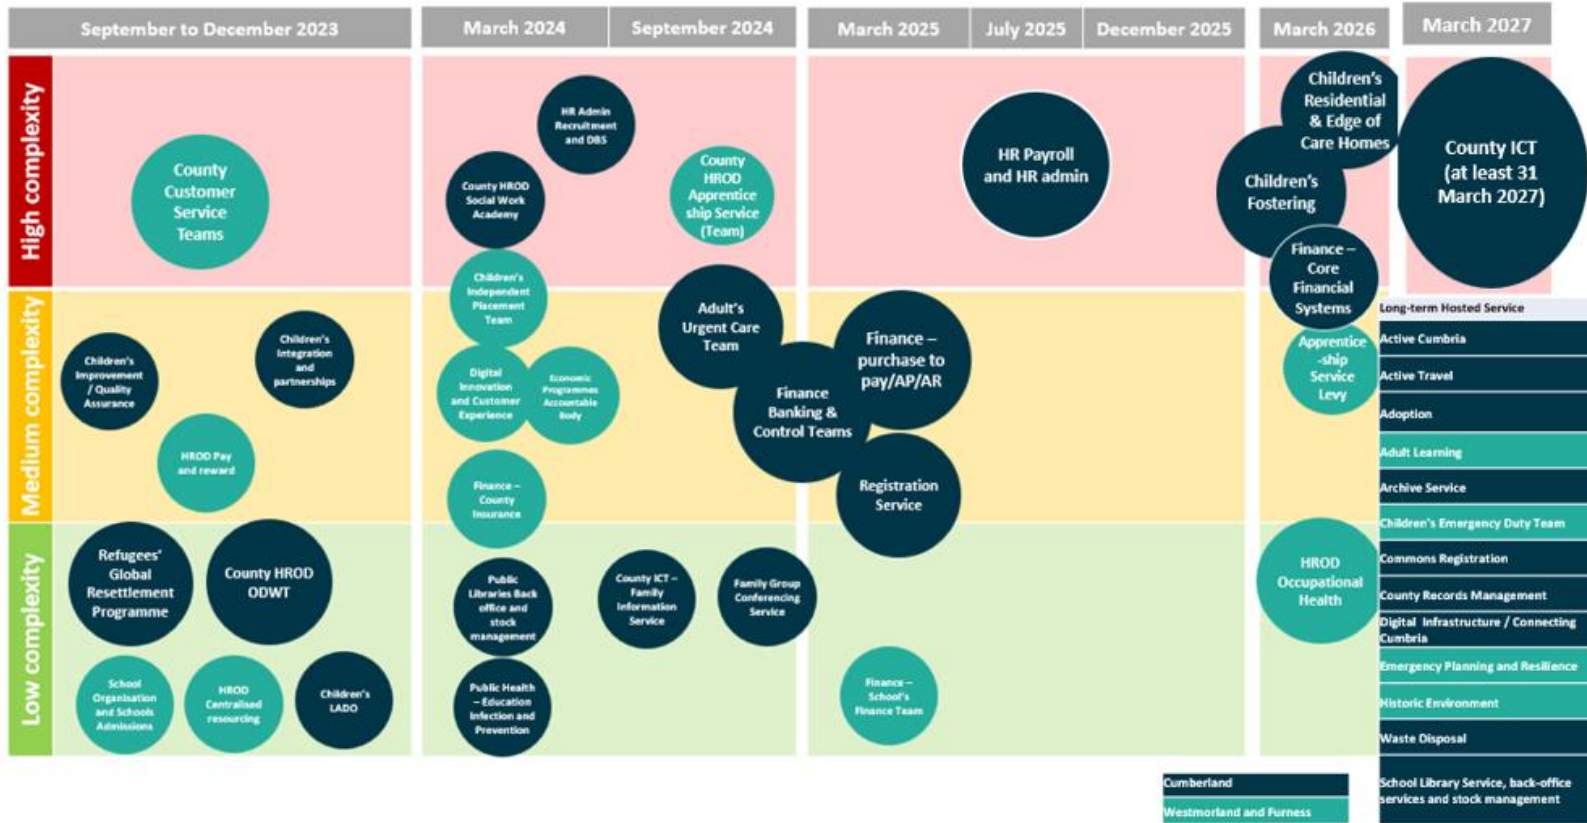 September to December 2023
March 2024
September 2024
March 2025
July 2025
December 2025
March 2026
March 2027
High complexity
County
Customer
Service
Teams
HR Admin
Recruitment
and DBS
County HROD
Social Work
Academy
County
HROD
Apprentice
ship Service
(Team)
HR Payroll
and HR admin
Children's
Residential
& Edge of
Care Homes
Children's
Fostering
Finance –
Core
Financial
Systems
County ICT
(at least 31
March 2027)
Medium complexity
Children's
Improvement
/ Quality
Assurance
Children's
Integration
and
partnerships
HROD Pay
and reward
Children's
Independent
Placement
Team
Digital
Innovation
and Customer
Experience
Economic
Programmes
Accountable
Body
Finance –
County
Insurance
Adult's
Urgent Care
Team
Finance
Banking &
Control Teams
Finance –
purchase to
pay/AP/AR
Registration
Service
Apprentice
-ship
Service
Levy
Low complexity
Refugees'
Global
Resettlement
Programme
County HROD
ODWT
School
Organisation
and Schools
Admissions
HROD
Centralised
resourcing
Children's
LADO
Public
Libraries Back
office and
stock
management
Public Health
– Education
Infection and
Prevention
County ICT –
Family
Information
Service
Family Group
Conferencing
Service
Finance –
School's
Finance Team
HROD
Occupational
Health
Long-term Hosted Service
Active Cumbria
Active Travel
Adoption
Adult Learning
Archive Service
Children's Emergency Duty Team
Commons Registration
County Records Management
Digital Infrastructure / Connecting
Cumbria
Emergency Planning and Resilience
Historic Environment
Waste Disposal
School Library Service, back-office
services and stock management
Cumberland
Westmorland and Furness